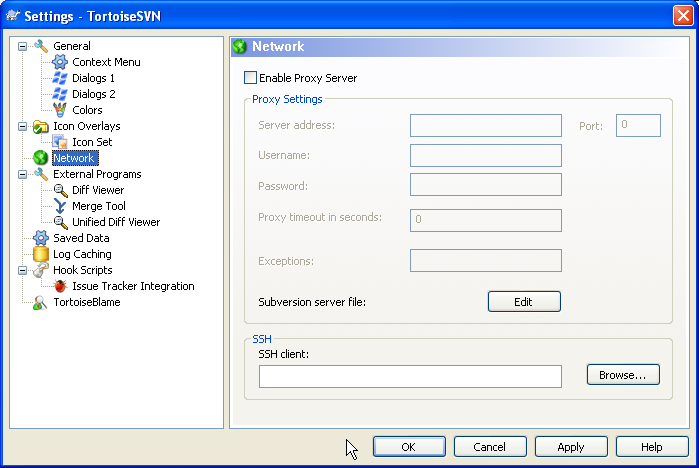 Settings - TortoiseSVN
General
Context Menu
Dialogs 1
Dialogs 2
Colors
Icon Overlays
Icon Set
Network
External Programs
Diff Viewer
Merge Tool
Unified Diff Viewer
Saved Data
Log Caching
Hook Scripts
Issue Tracker Integration
TortoiseBlame
Network
Enable Proxy Server
Proxy Settings
Server address:
Port: 0
Username:
Password:
Proxy timeout in seconds: 0
Exceptions:
Subversion server file: Edit
SSH
SSH client:
Browse...
OK Cancel Apply Help